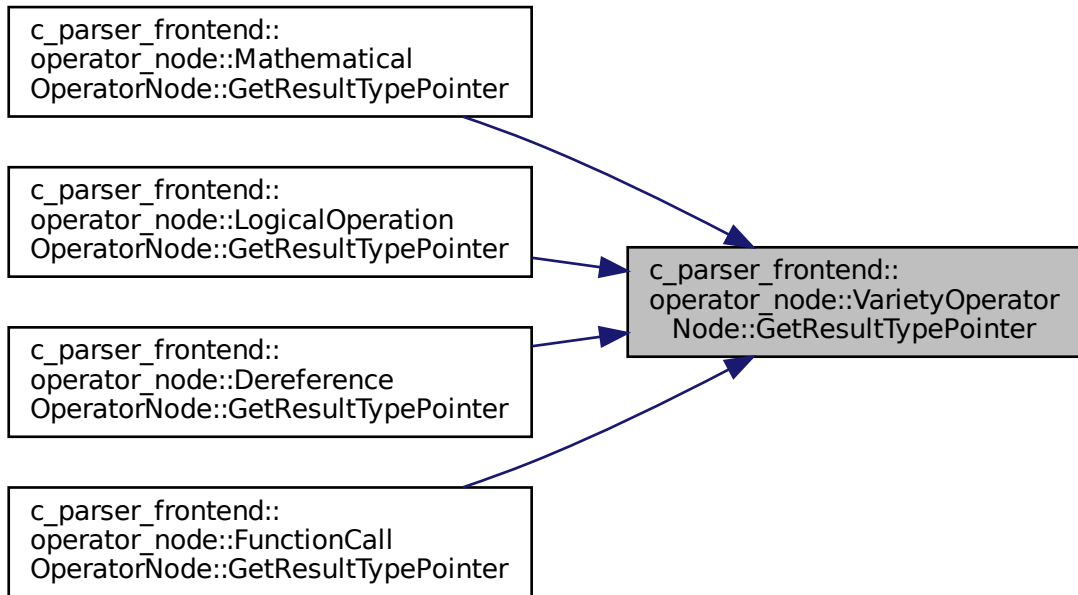 c_parser_frontend::
operator_node::Mathematical
OperatorNode::GetResultTypePointer
c_parser_frontend::
operator_node::LogicalOperation
OperatorNode::GetResultTypePointer
c_parser_frontend::
operator_node::VarietyOperator
Node::GetResultTypePointer
c_parser_frontend::
operator_node::Dereference
OperatorNode::GetResultTypePointer
c_parser_frontend::
operator_node::FunctionCall
OperatorNode::GetResultTypePointer